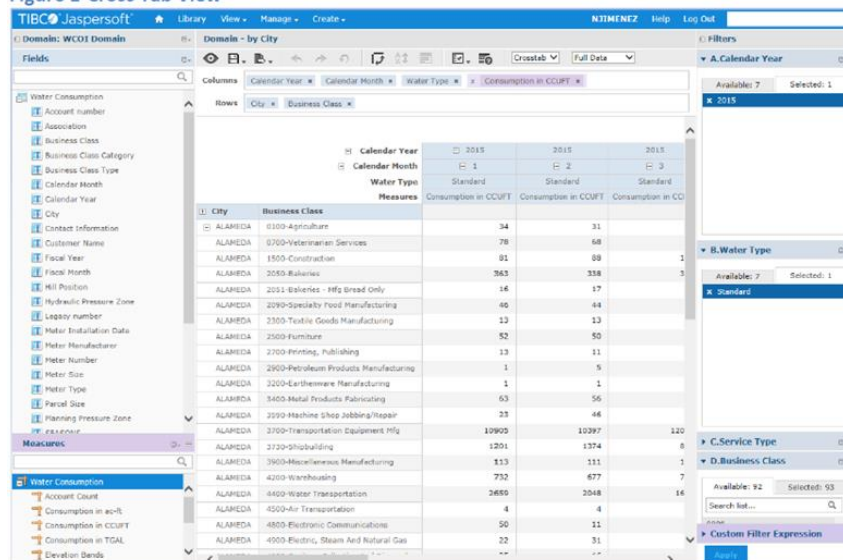 Figure 2 Cross Tab View
TIBCO Jaspersoft Library View Manage Create NJIMENEZ Help Log Out
Domain: WCO1 Domain
Fields
Water Consumption
Account number
Association
Business Class
Business Class Category
Business Class Type
Calendar Month
Calendar Year
City
Contact Information
Customer Name
Fiscal Year
Fiscal Month
Hill Position
Hydraulic Pressure Zone
Legacy number
Meter Installation Date
Meter Manufacturer
Meter Number
Meter Size
Meter Type
Parcel Size
Planning Pressure Zone
Measures
Water Consumption
Account Count
Consumption in ac-ft
Consumption in CCUFT
Consumption in TGAL
Elevation Bands
Domain - by City
Crosstab Full Data
Columns Calendar Year x Calendar Month x Water Type x Consumption in CCUFT x
Rows City x Business Class x
Calendar Year 2015 2015 2015
Calendar Month 1 2 3
Water Type Standard Standard Standard
Measures Consumption in CCUFT Consumption in CCUFT Consumption in CC
City Business Class
ALAMEDA 0100-Agriculture 34 31
ALAMEDA 0700-Veterinarian Services 78 68
ALAMEDA 1500-Construction 81 88 1
ALAMEDA 2050-Bakeries 363 338 3
ALAMEDA 2051-Bakeries - Mfg Bread Only 16 17
ALAMEDA 2090-Specialty Food Manufacturing 46 44
ALAMEDA 2300-Textile Goods Manufacturing 13 13
ALAMEDA 2500-Furniture 52 50
ALAMEDA 2700-Printing, Publishing 13 11
ALAMEDA 2900-Petroleum Products Manufacturing 1 5
ALAMEDA 3200-Earthenware Manufacturing 1 1
ALAMEDA 3400-Metal Products Fabricating 63 56
ALAMEDA 3590-Machine Shop Jobbing/Repair 23 46
ALAMEDA 3700-Transportation Equipment Mfg 10905 10397 120
ALAMEDA 3730-Shipbuilding 1201 1374 8
ALAMEDA 3900-Miscellaneous Manufacturing 113 111 1
ALAMEDA 4200-Warehousing 732 677 7
ALAMEDA 4400-Water Transportation 2659 2048 16
ALAMEDA 4500-Air Transportation 4 4
ALAMEDA 4800-Electronic Communications 50 11
ALAMEDA 4900-Electric, Steam And Natural Gas 22 31
Filters
A.Calendar Year
Available: 7 Selected: 1
x 2015
B.Water Type
Available: 7 Selected: 1
x Standard
C.Service Type
D.Business Class
Available: 92 Selected: 93
Search list...
Custom Filter Expression
Apply